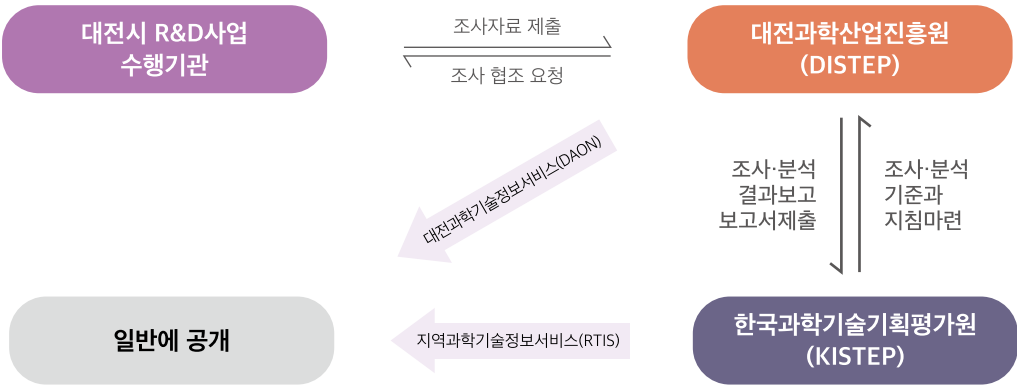 대전시 R&D사업
수행기관
조사자료 제출
조사 협조 요청
대전과학산업진흥원
(DISTEP)
대전과학기술정보서비스(DAON)
조사·분석
결과보고
보고서제출
조사·분석
기준과
지침마련
일반에 공개
지역과학기술정보서비스(RTIS)
한국과학기술기획평가원
(KISTEP)